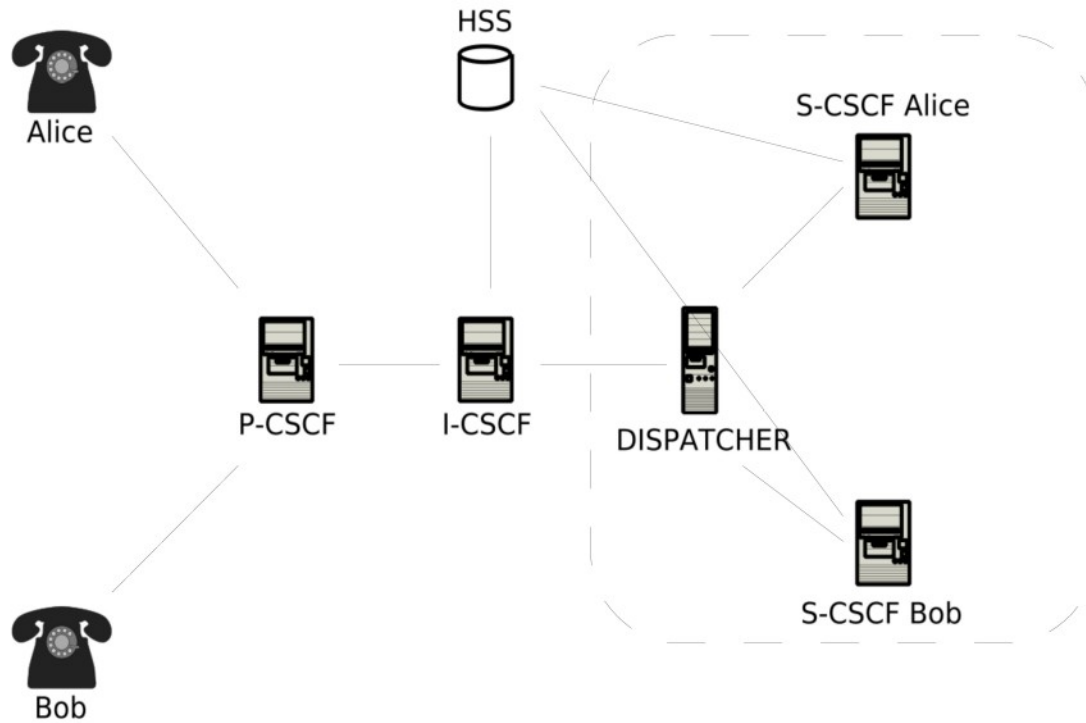 HSS
Alice
S-CSCF Alice
P-CSCF
I-CSCF
DISPATCHER
S-CSCF Bob
Bob